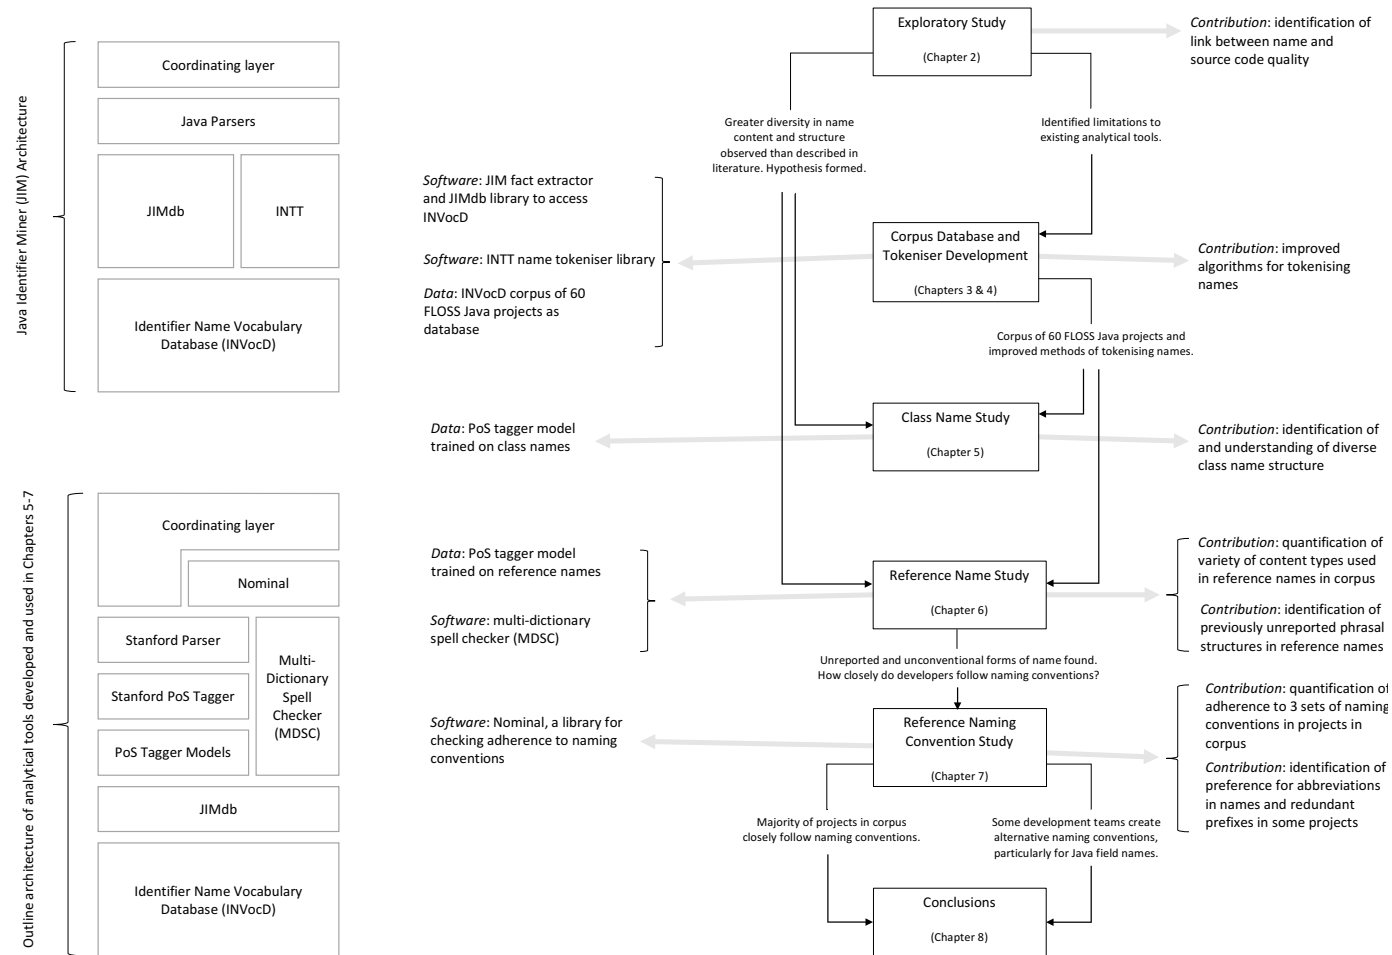 Java Identifier Miner (JIM) Architecture
Coordinating layer
Java Parsers
JIMdb
INTT
Identifier Name Vocabulary
Database (INVocD)
Outline architecture of analytical tools developed and used in Chapters 5-7
Coordinating layer
Nominal
Stanford Parser
Stanford PoS Tagger
PoS Tagger Models
Multi-
Dictionary
Spell
Checker
(MDSC)
JIMdb
Identifier Name Vocabulary
Database (INVocD)
Software: JIM fact extractor
and JIMdb library to access
INVocD
Software: INTT name tokeniser library
Data: INVocD corpus of 60
FLOSS Java projects as
database
Data: PoS tagger model
trained on class names
Data: PoS tagger model
trained on reference names
Software: multi-dictionary
spell checker (MDSC)
Software: Nominal, a library for
checking adherence to naming
conventions
Exploratory Study
(Chapter 2)
Greater diversity in name
content and structure
observed than described in
literature. Hypothesis formed.
Identified limitations to
existing analytical tools.
Corpus Database and
Tokeniser Development
(Chapters 3 & 4)
Corpus of 60 FLOSS Java projects and
improved methods of tokenising names.
Class Name Study
(Chapter 5)
Reference Name Study
(Chapter 6)
Unreported and unconventional forms of name found.
How closely do developers follow naming conventions?
Reference Naming
Convention Study
(Chapter 7)
Majority of projects in corpus
closely follow naming conventions.
Some development teams create
alternative naming conventions,
particularly for Java field names.
Conclusions
(Chapter 8)
Contribution: identification of
link between name and
source code quality
Contribution: improved
algorithms for tokenising
names
Contribution: identification of
and understanding of diverse
class name structure
Contribution: quantification of
variety of content types used
in reference names in corpus
Contribution: identification of
previously unreported phrasal
structures in reference names
Contribution: quantification of
adherence to 3 sets of naming
conventions in projects in
corpus
Contribution: identification of
preference for abbreviations
in names and redundant
prefixes in some projects